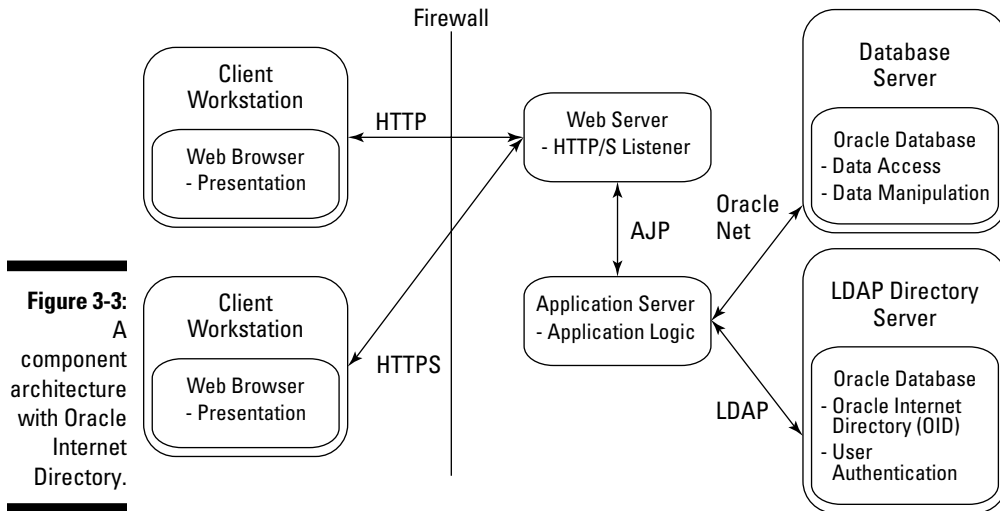 Firewall
Client
Workstation
Web Browser
- Presentation
HTTP
Web Server
- HTTP/S Listener
Database
Server
Oracle Database
- Data Access
- Data Manipulation
Oracle
Net
AJP
Client
Workstation
Web Browser
- Presentation
HTTPS
Application Server
- Application Logic
LDAP
LDAP Directory
Server
Oracle Database
- Oracle Internet
Directory (OID)
- User
Authentication
Figure 3-3:
A
component
architecture
with Oracle
Internet
Directory.